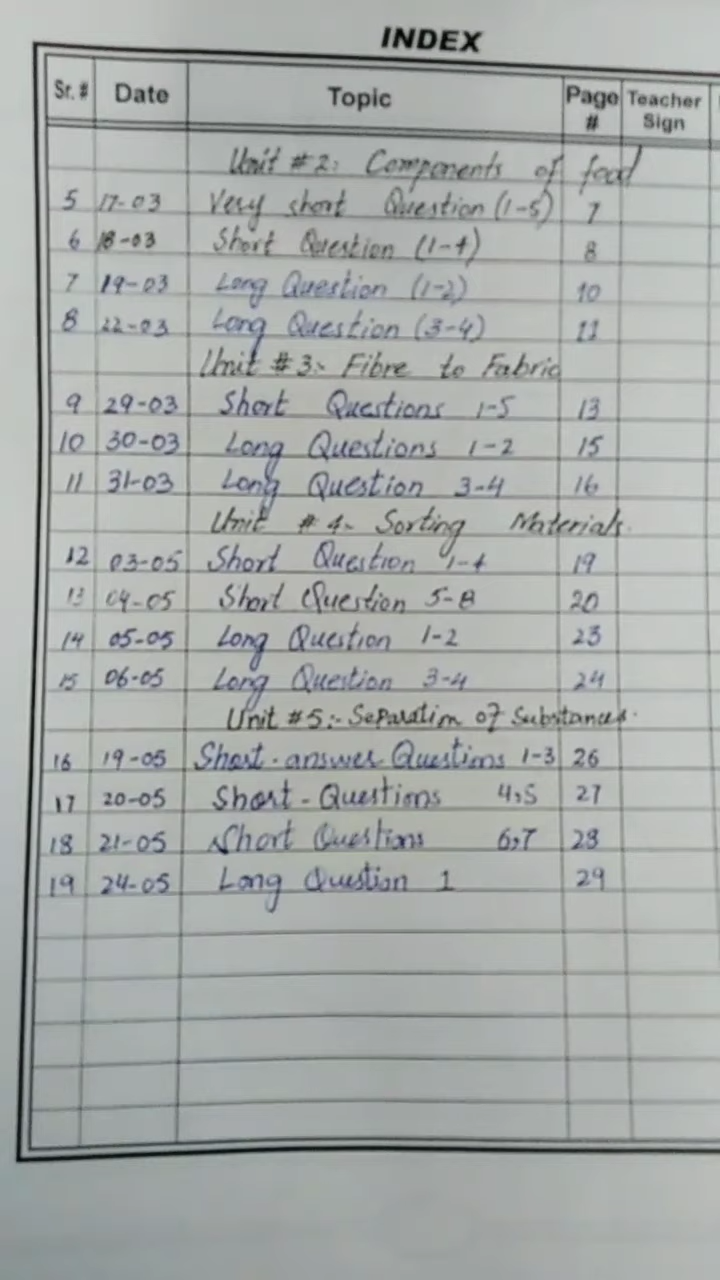 INDEX
Sr. # Date Topic Page # Teacher Sign
Unit # 2: Components of food
5 17-03 Very short Question (1-5) 7
6 18-03 Short Question (1-4) 8
7 19-03 Long Question (1-2) 10
8 22-03 Long Question (3-4) 11
Unit # 3:- Fibre to Fabric
9 29-03 Short Questions 1-5 13
10 30-03 Long Questions 1-2 15
11 31-03 Long Question 3-4 16
Unit # 4- Sorting Materials.
12 03-05 Short Question 1-4 19
13 04-05 Short Question 5-8 20
14 05-05 Long Question 1-2 23
15 06-05 Long Question 3-4 24
Unit # 5:- Separation of Substances.
16 19-05 Short-answer Questions 1-3 26
17 20-05 Short-Questions 4,5 27
18 21-05 Short Questions 6,7 28
19 24-05 Long Question 1 29